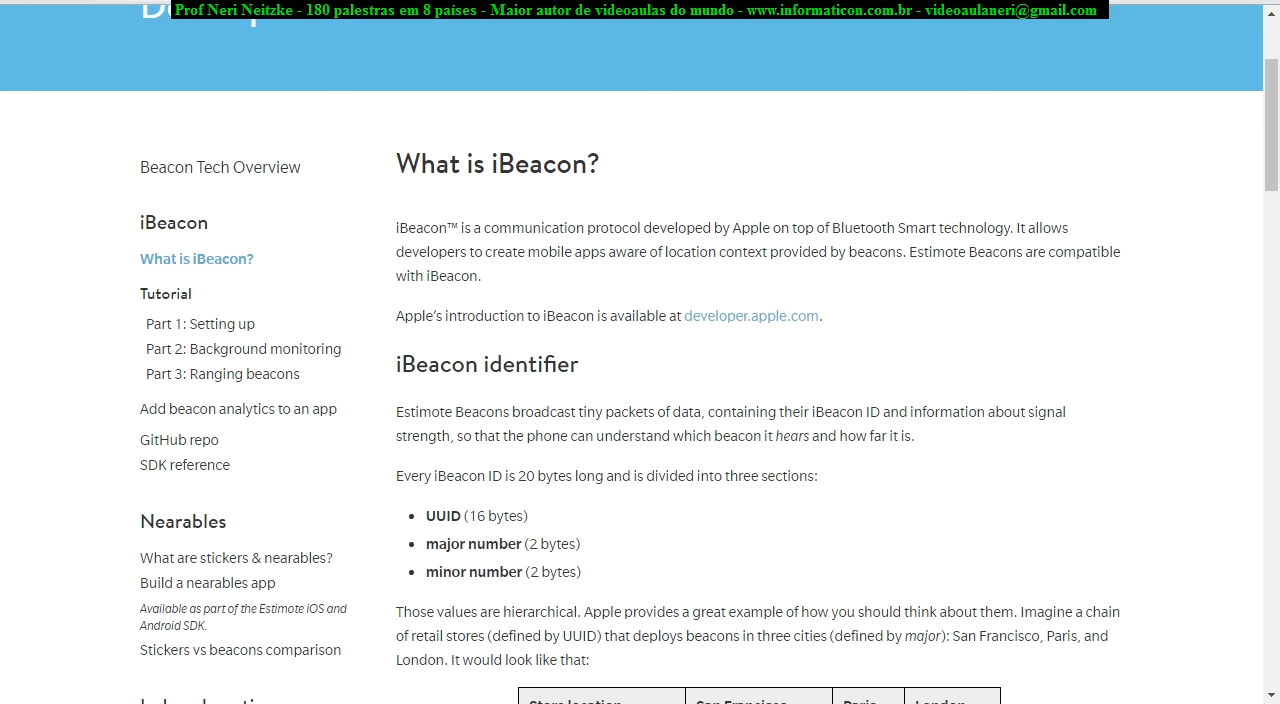 Prof Neri Neitzke - 180 palestras em 8 países - Maior autor de videoaulas do mundo - www.informaticon.com.br - videoaulaneri@gmail.com
Beacon Tech Overview
iBeacon
What is iBeacon?
Tutorial
Part 1: Setting up
Part 2: Background monitoring
Part 3: Ranging beacons
Add beacon analytics to an app
GitHub repo
SDK reference
Nearables
What are stickers & nearables?
Build a nearables app
Available as part of the Estimote iOS and
Android SDK.
Stickers vs beacons comparison
What is iBeacon?
iBeacon™ is a communication protocol developed by Apple on top of Bluetooth Smart technology. It allows
developers to create mobile apps aware of location context provided by beacons. Estimote Beacons are compatible
with iBeacon.
Apple’s introduction to iBeacon is available at developer.apple.com.
iBeacon identifier
Estimote Beacons broadcast tiny packets of data, containing their iBeacon ID and information about signal
strength, so that the phone can understand which beacon it hears and how far it is.
Every iBeacon ID is 20 bytes long and is divided into three sections:
• UUID (16 bytes)
• major number (2 bytes)
• minor number (2 bytes)
Those values are hierarchical. Apple provides a great example of how you should think about them. Imagine a chain
of retail stores (defined by UUID) that deploys beacons in three cities (defined by major): San Francisco, Paris, and
London. It would look like that:
Store location San Francisco Paris London